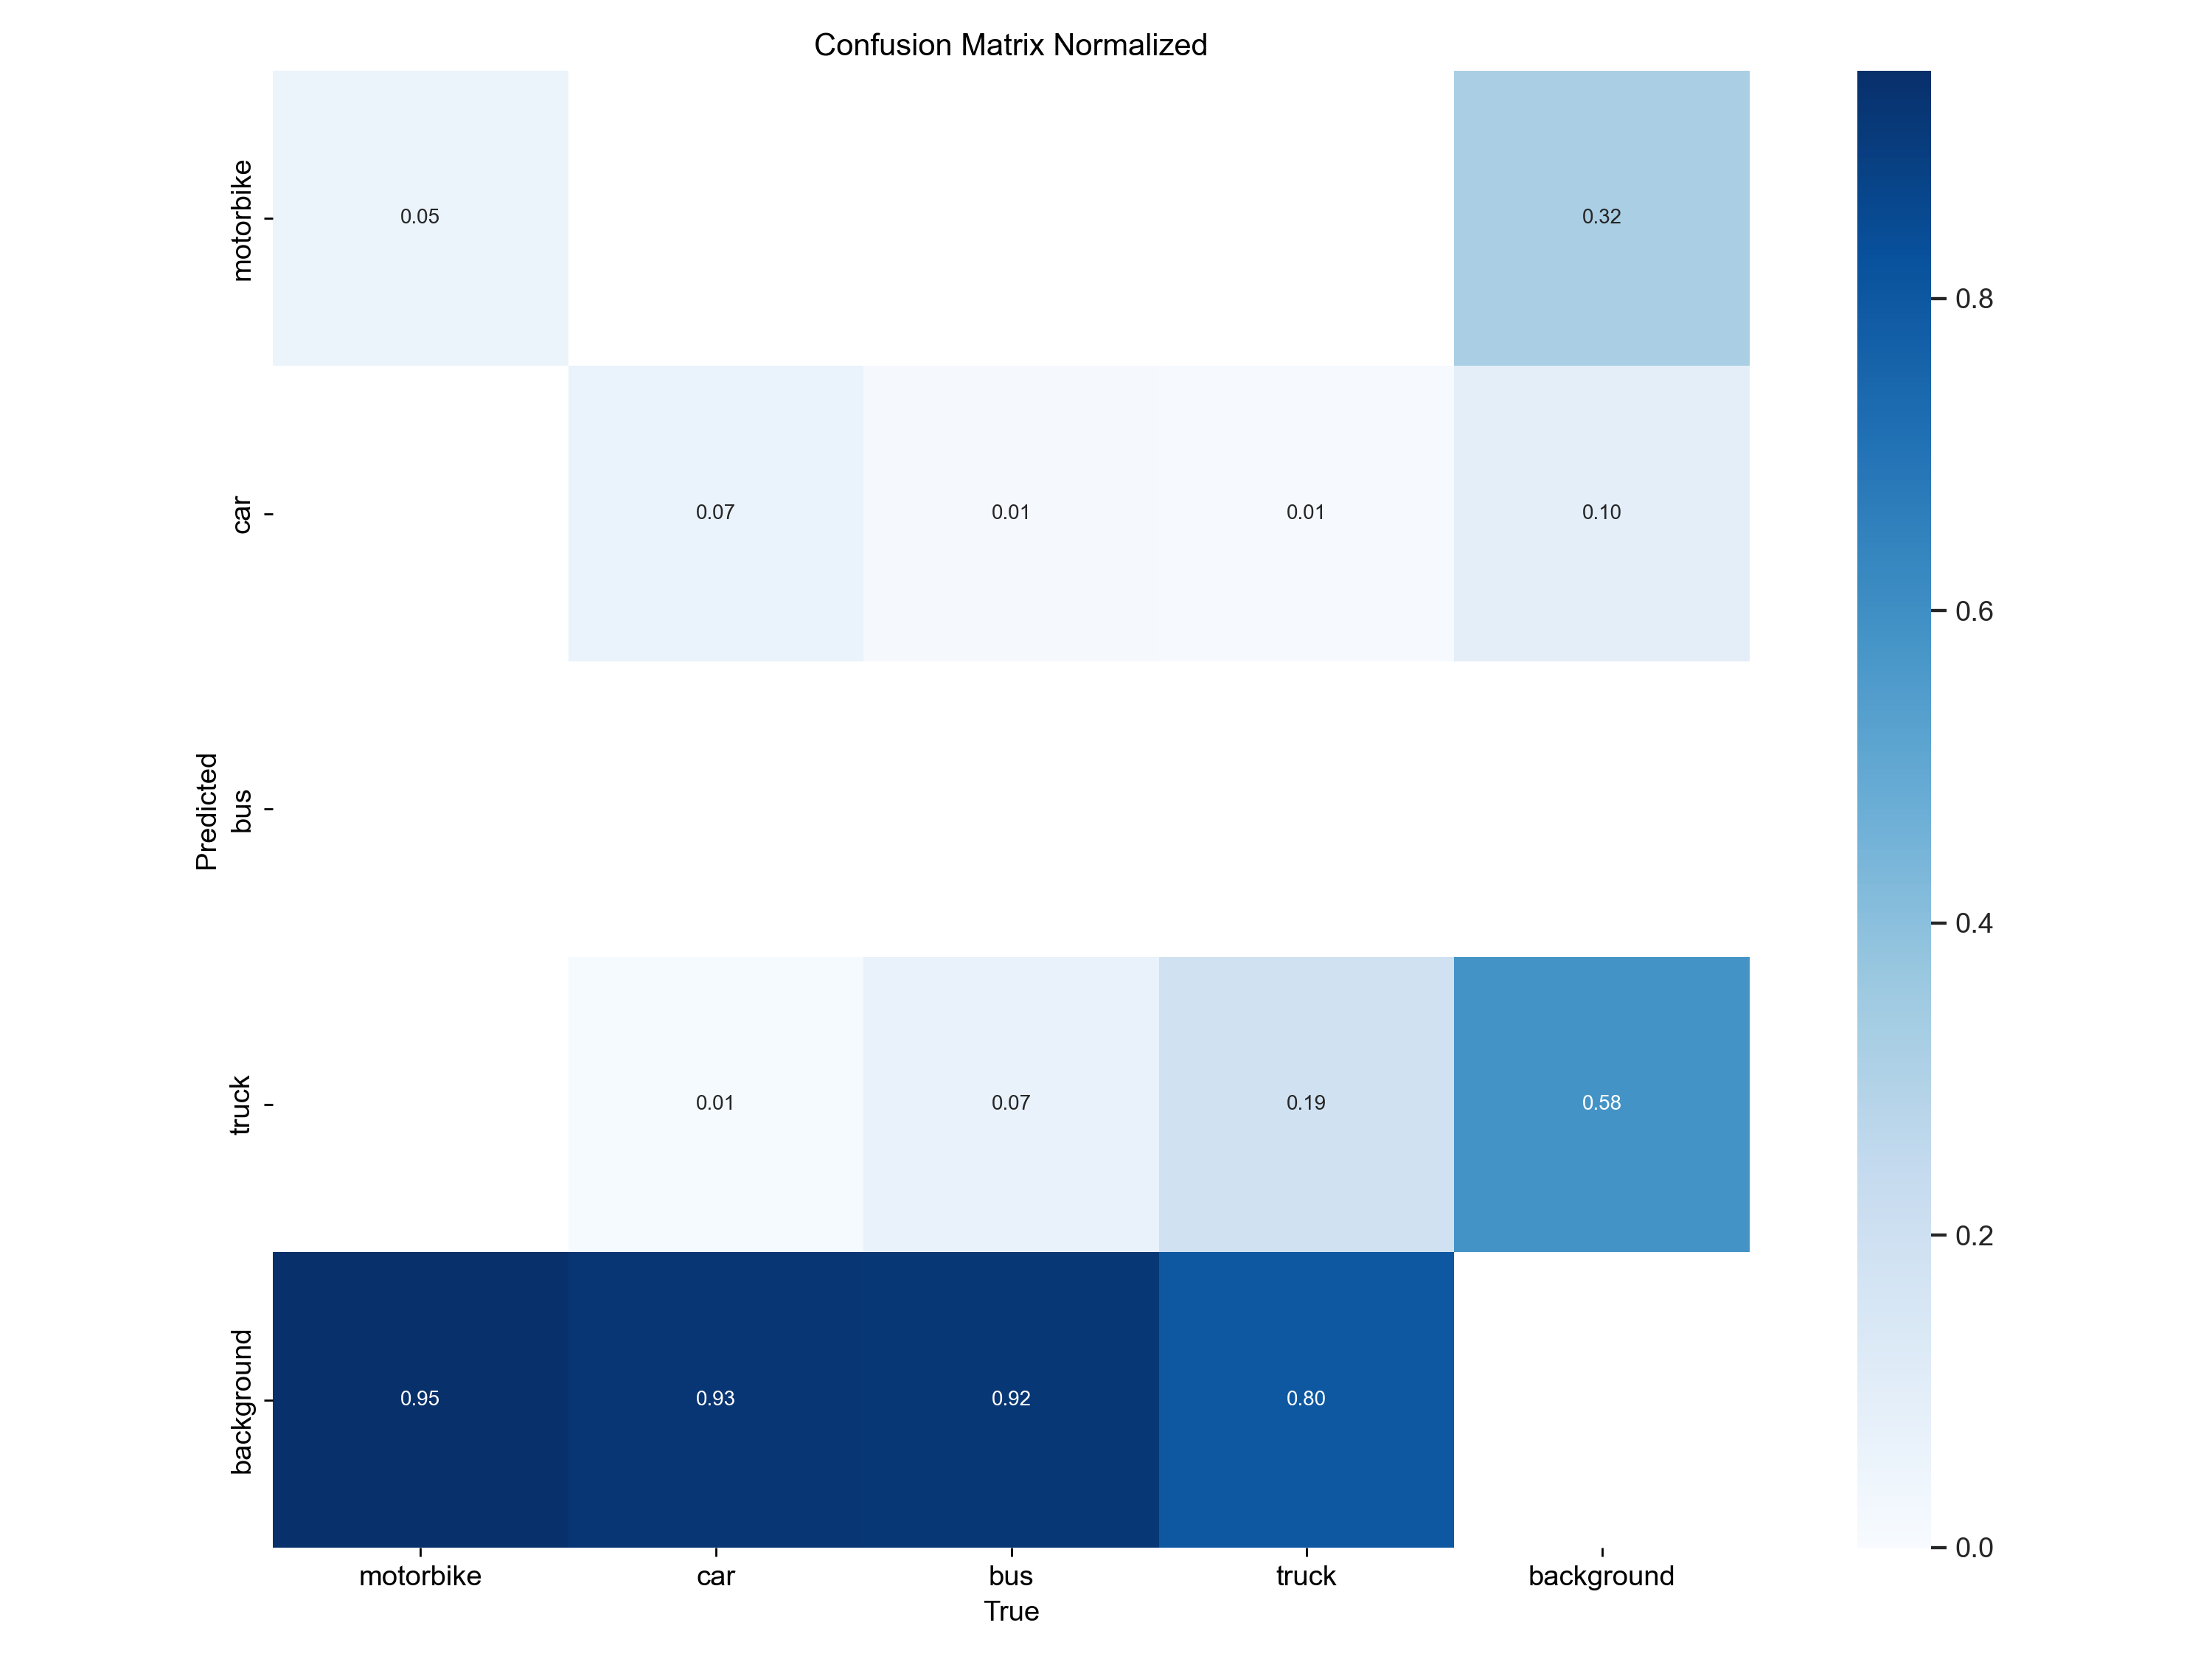 Confusion Matrix Normalized
motorbike
0.05
0.32
car
0.07
0.01
0.01
0.10
Predicted
bus
truck
0.01
0.07
0.19
0.58
background
0.95
0.93
0.92
0.80
motorbike
car
bus
truck
background
True
0.8
0.6
0.4
0.2
0.0